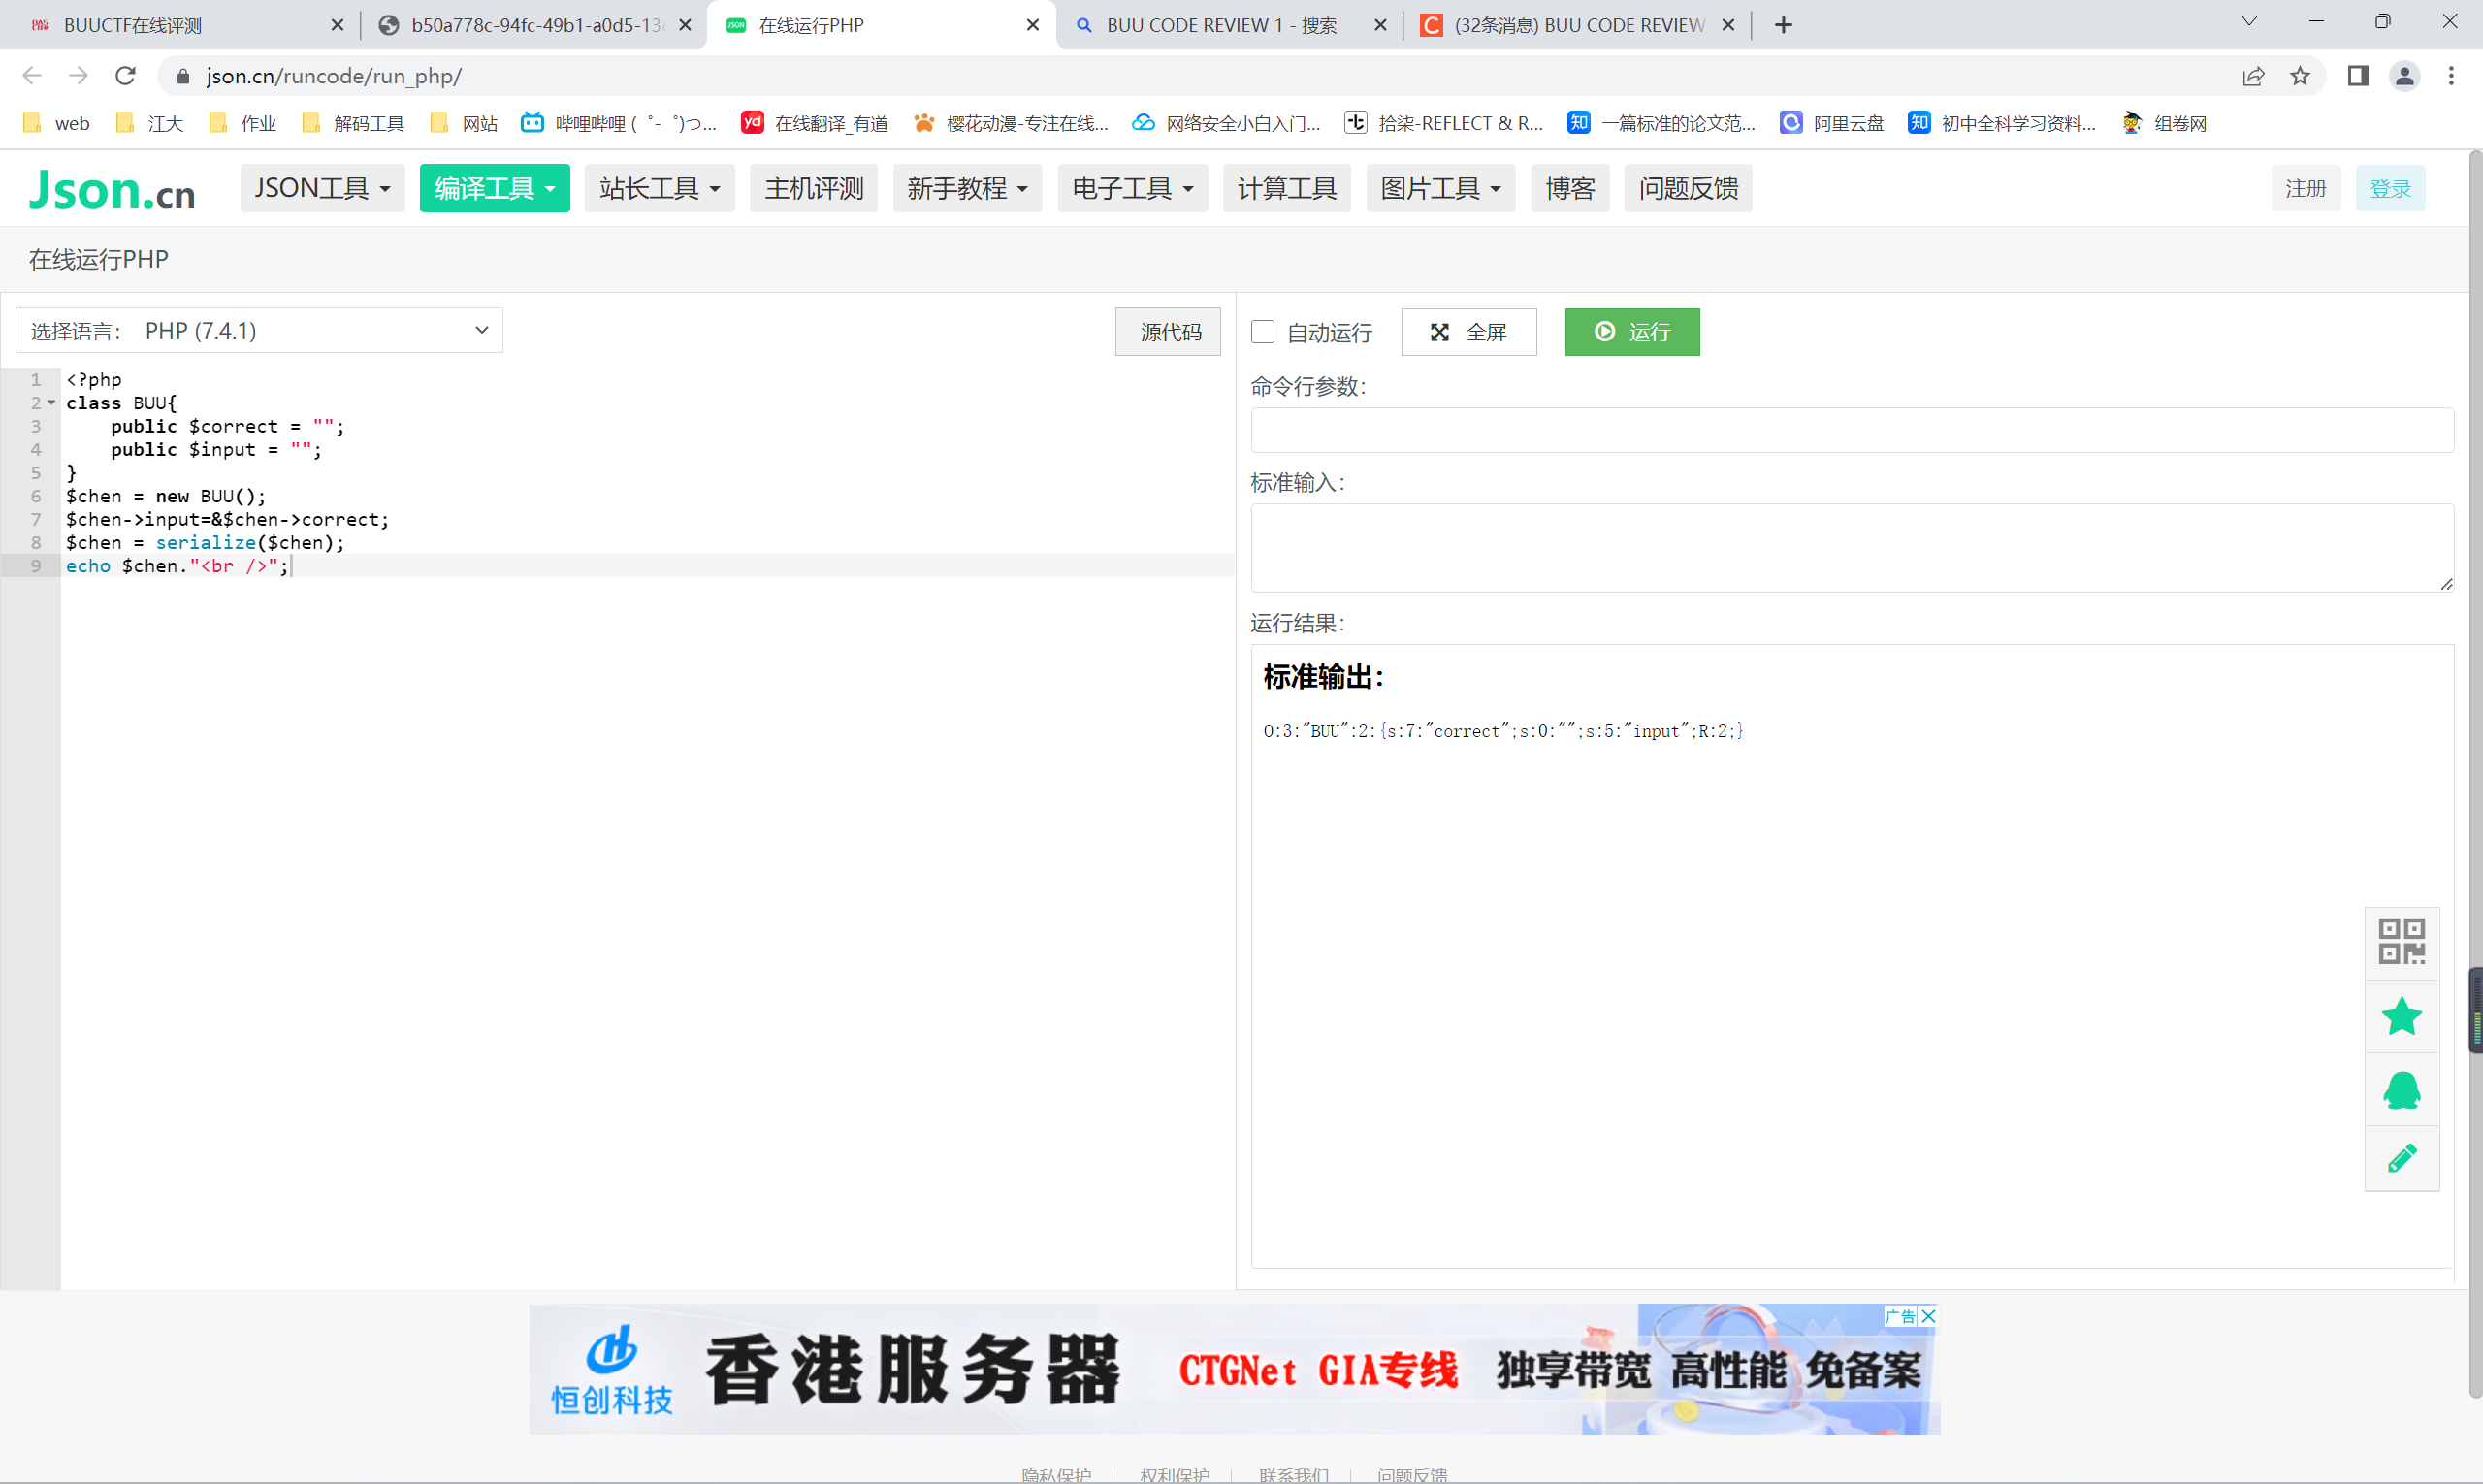 BUUCTF在线评测
b50a778c-94fc-49b1-a0d5-13
在线运行PHP
BUU CODE REVIEW 1 - 搜索
(32条消息) BUU CODE REVIEW
json.cn/runcode/run_php/
web 江大 作业 解码工具 网站 哔哩哔哩 ( ゜- ゜)つ... yd 在线翻译_有道 樱花动漫-专注在线... 网络安全小白入门... 拾柒-REFLECT & R... 知 一篇标准的论文范... 阿里云盘 知 初中全科学习资料... 组卷网
Json.cn JSON工具 编译工具 站长工具 主机评测 新手教程 电子工具 计算工具 图片工具 博客 问题反馈 注册 登录
在线运行PHP
选择语言： PHP (7.4.1) 源代码
1 <?php
2 class BUU{
3     public $correct = "";
4     public $input = "";
5 }
6 $chen = new BUU();
7 $chen->input=&$chen->correct;
8 $chen = serialize($chen);
9 echo $chen."<br />";
自动运行 全屏 运行
命令行参数：
标准输入：
运行结果：
标准输出：
O:3:"BUU":2:{s:7:"correct";s:0:"";s:5:"input";R:2;}
恒创科技 香港服务器 CTGNet GIA专线 独享带宽 高性能 免备案 广告
隐私保护 | 权利保护 | 联系我们 | 问题反馈